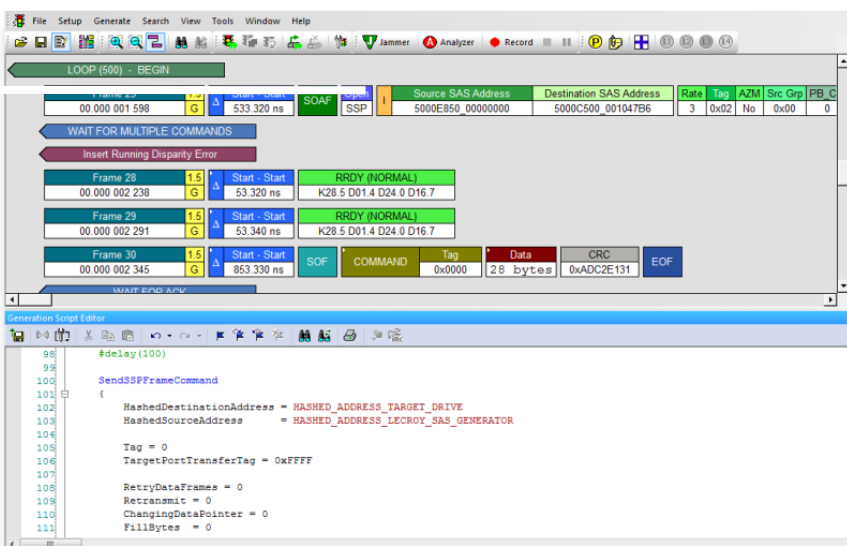 File Setup Generate Search View Tools Window Help
Jammer Analyzer Record
LOOP (500) - BEGIN
Start - Start SOAF Open I Source SAS Address Destination SAS Address Rate Tag AZM Src Grp PB_C
00.000 001 598 G Δ 533.320 ns SSP 5000E850_00000000 5000C500_001047B6 3 0x02 No 0x00 0
WAIT FOR MULTIPLE COMMANDS
Insert Running Disparity Error
Frame 28 1.5 Start - Start RRDY (NORMAL)
00.000 002 238 G Δ 53.320 ns K28.5 D01.4 D24.0 D16.7
Frame 29 1.5 Start - Start RRDY (NORMAL)
00.000 002 291 G Δ 53.340 ns K28.5 D01.4 D24.0 D16.7
Frame 30 1.5 Start - Start SOF COMMAND Tag Data CRC EOF
00.000 002 345 G Δ 853.330 ns 0x0000 28 bytes 0xADC2E131
WAIT FOR ACK
Generation Script Editor
98 #delay(100)
99
100 SendSSPFrameCommand
101 {
102 HashedDestinationAddress = HASHED_ADDRESS_TARGET_DRIVE
103 HashedSourceAddress = HASHED_ADDRESS_LECROY_SAS_GENERATOR
104
105 Tag = 0
106 TargetPortTransferTag = 0xFFFF
107
108 RetryDataFrames = 0
109 Retransmit = 0
110 ChangingDataPointer = 0
111 FillBytes = 0